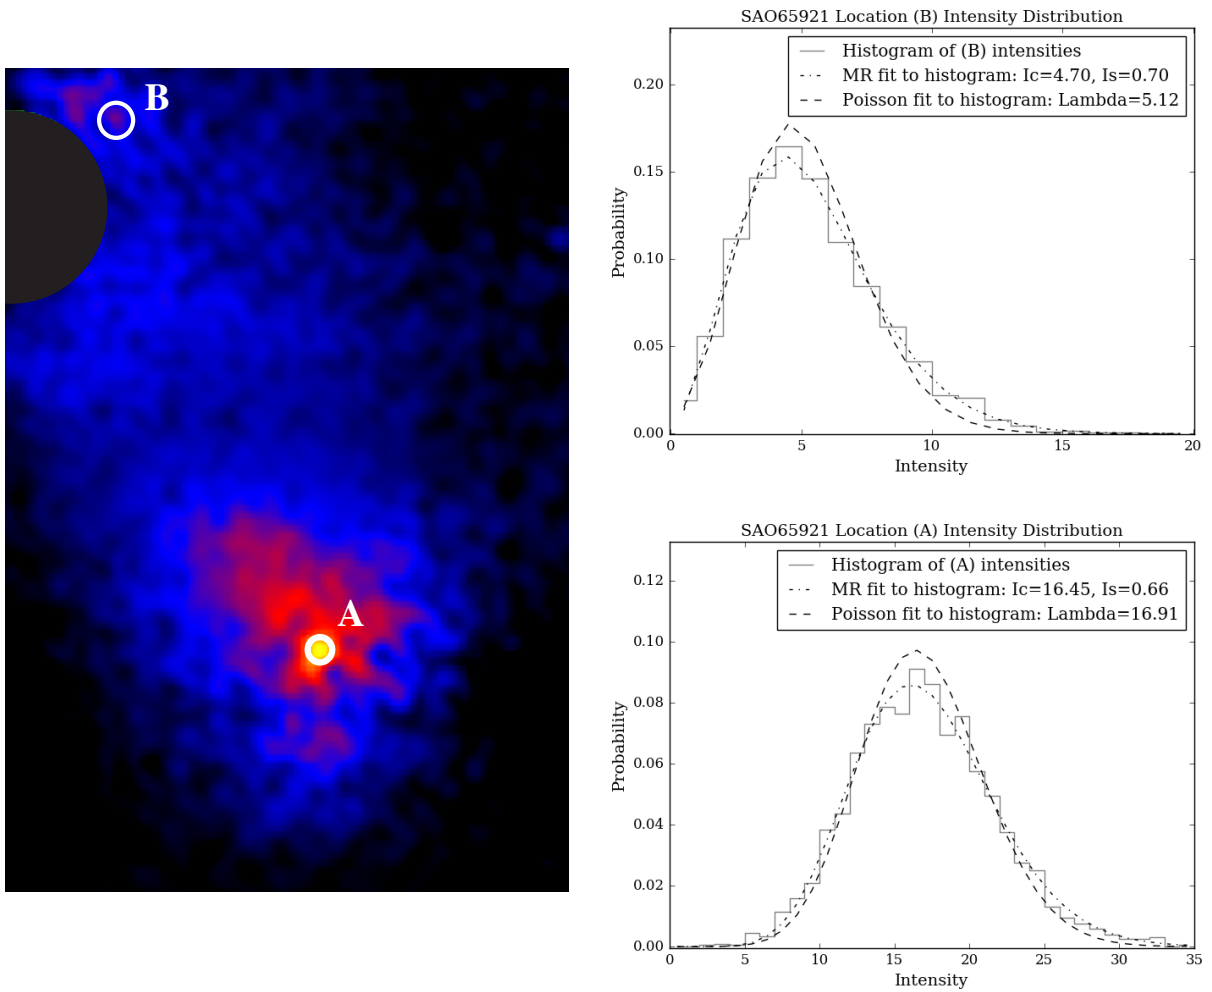 B
A
SAO65921 Location (B) Intensity Distribution
Histogram of (B) intensities
MR fit to histogram: Ic=4.70, Is=0.70
Poisson fit to histogram: Lambda=5.12
0.20
0.15
0.10
0.05
0.00
Probability
0 5 10 15 20
Intensity
SAO65921 Location (A) Intensity Distribution
Histogram of (A) intensities
MR fit to histogram: Ic=16.45, Is=0.66
Poisson fit to histogram: Lambda=16.91
0.12
0.10
0.08
0.06
0.04
0.02
0.00
Probability
0 5 10 15 20 25 30 35
Intensity